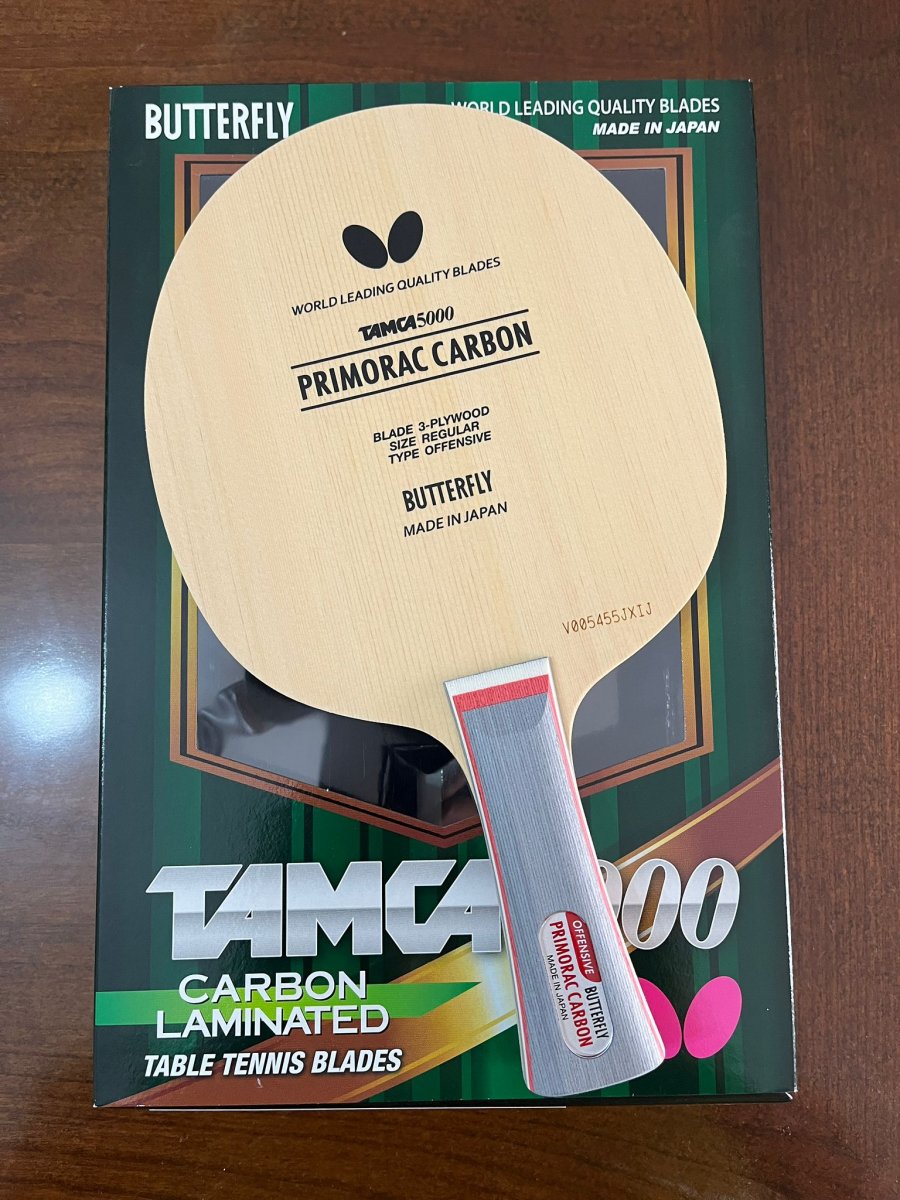 BUTTERFLY
WORLD LEADING QUALITY BLADES
MADE IN JAPAN
WORLD LEADING QUALITY BLADES
TAMCA5000
PRIMORAC CARBON
BLADE 3-PLYWOOD
SIZE REGULAR
TYPE OFFENSIVE
BUTTERFLY
MADE IN JAPAN
V005455JXIJ
TAMCA 000
CARBON
LAMINATED
TABLE TENNIS BLADES
OFFENSIVE BUTTERFLY
PRIMORAC CARBON
MADE IN JAPAN